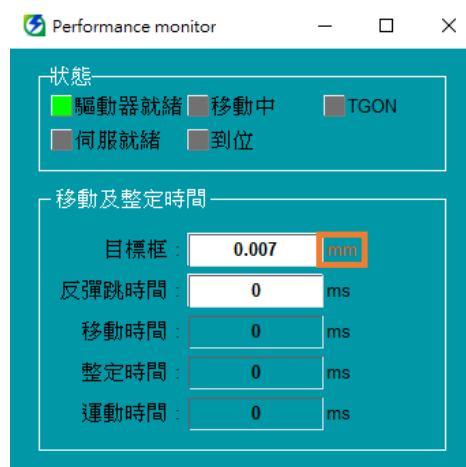 Performance monitor
狀態
驅動器就緒 移動中 TGON
伺服就緒 到位
移動及整定時間
目標框 : 0.007 mm
反彈跳時間 : 0 ms
移動時間 : 0 ms
整定時間 : 0 ms
運動時間 : 0 ms